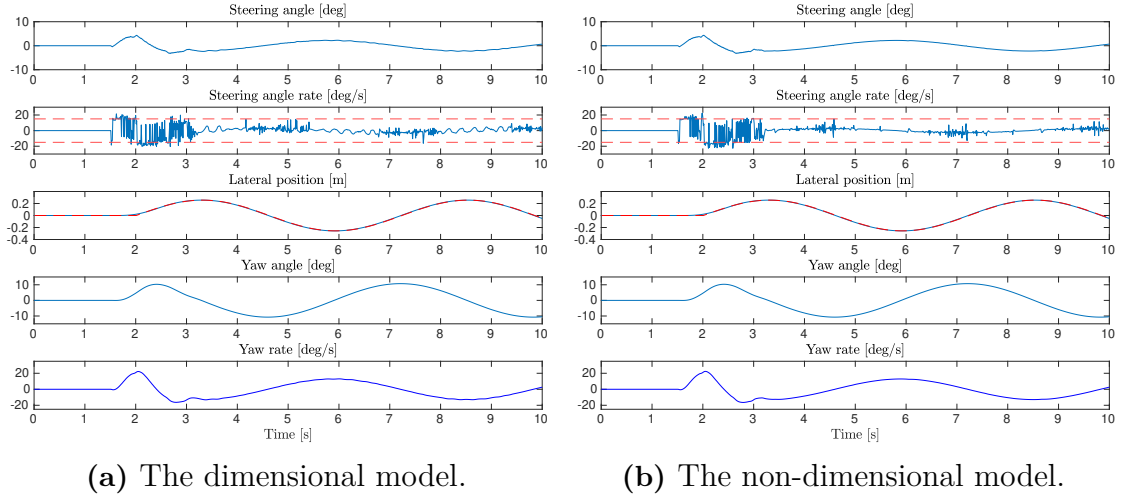 Steering angle [deg]
10
0
-10
0 1 2 3 4 5 6 7 8 9 10
Steering angle rate [deg/s]
20
0
-20
0 1 2 3 4 5 6 7 8 9 10
Lateral position [m]
0.2
0
-0.2
-0.4
0 1 2 3 4 5 6 7 8 9 10
Yaw angle [deg]
10
0
-10
0 1 2 3 4 5 6 7 8 9 10
Yaw rate [deg/s]
20
0
-20
0 1 2 3 4 5 6 7 8 9 10
Time [s]
(a) The dimensional model.
Steering angle [deg]
10
0
-10
0 1 2 3 4 5 6 7 8 9 10
Steering angle rate [deg/s]
20
0
-20
0 1 2 3 4 5 6 7 8 9 10
Lateral position [m]
0.2
0
-0.2
-0.4
0 1 2 3 4 5 6 7 8 9 10
Yaw angle [deg]
10
0
-10
0 1 2 3 4 5 6 7 8 9 10
Yaw rate [deg/s]
20
0
-20
0 1 2 3 4 5 6 7 8 9 10
Time [s]
(b) The non-dimensional model.